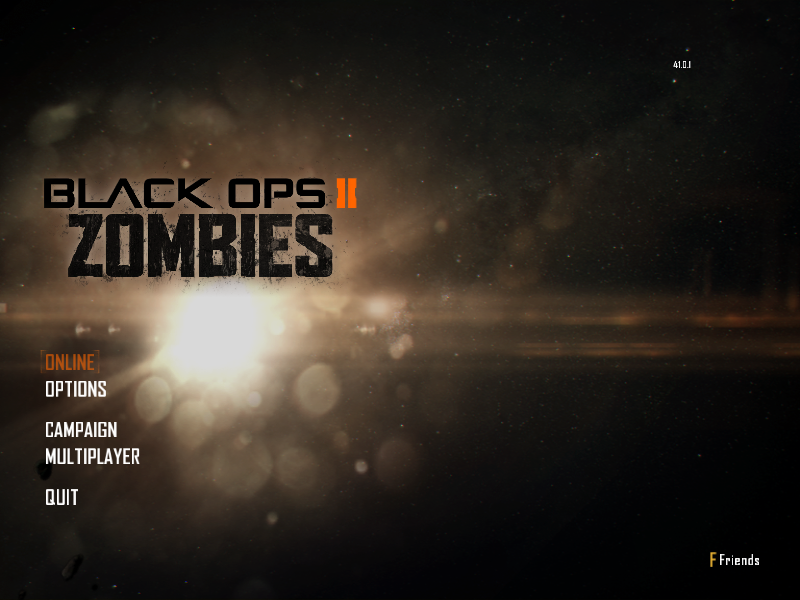 41.0.1
BLACK OPS II
ZOMBIES
ONLINE
OPTIONS
CAMPAIGN
MULTIPLAYER
QUIT
F Friends